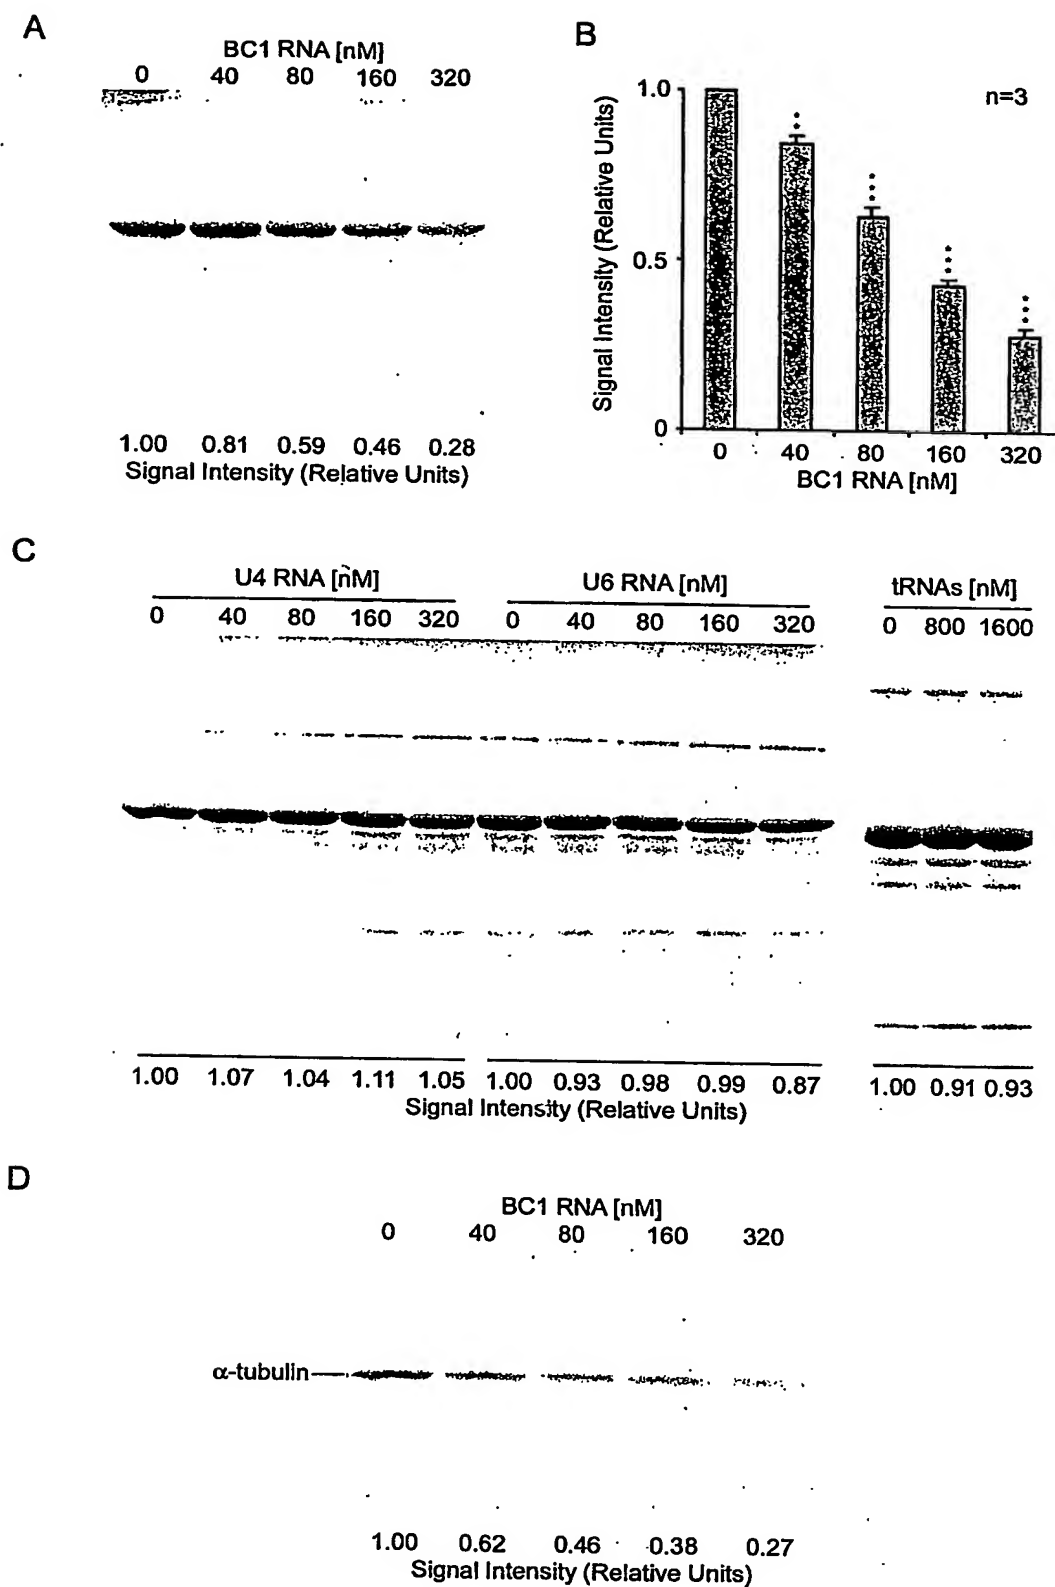 A
BC1 RNA [nM]
0 40 80 160 320
1.00 0.81 0.59 0.46 0.28
Signal Intensity (Relative Units)
B
n=3
Signal Intensity (Relative Units)
1.0
0.5
0
** *** *** ***
0 40 80 160 320
BC1 RNA [nM]
C
U4 RNA [nM] U6 RNA [nM] tRNAs [nM]
0 40 80 160 320 0 40 80 160 320 0 800 1600
1.00 1.07 1.04 1.11 1.05 1.00 0.93 0.98 0.99 0.87 1.00 0.91 0.93
Signal Intensity (Relative Units)
D
BC1 RNA [nM]
0 40 80 160 320
α-tubulin
1.00 0.62 0.46 0.38 0.27
Signal Intensity (Relative Units)